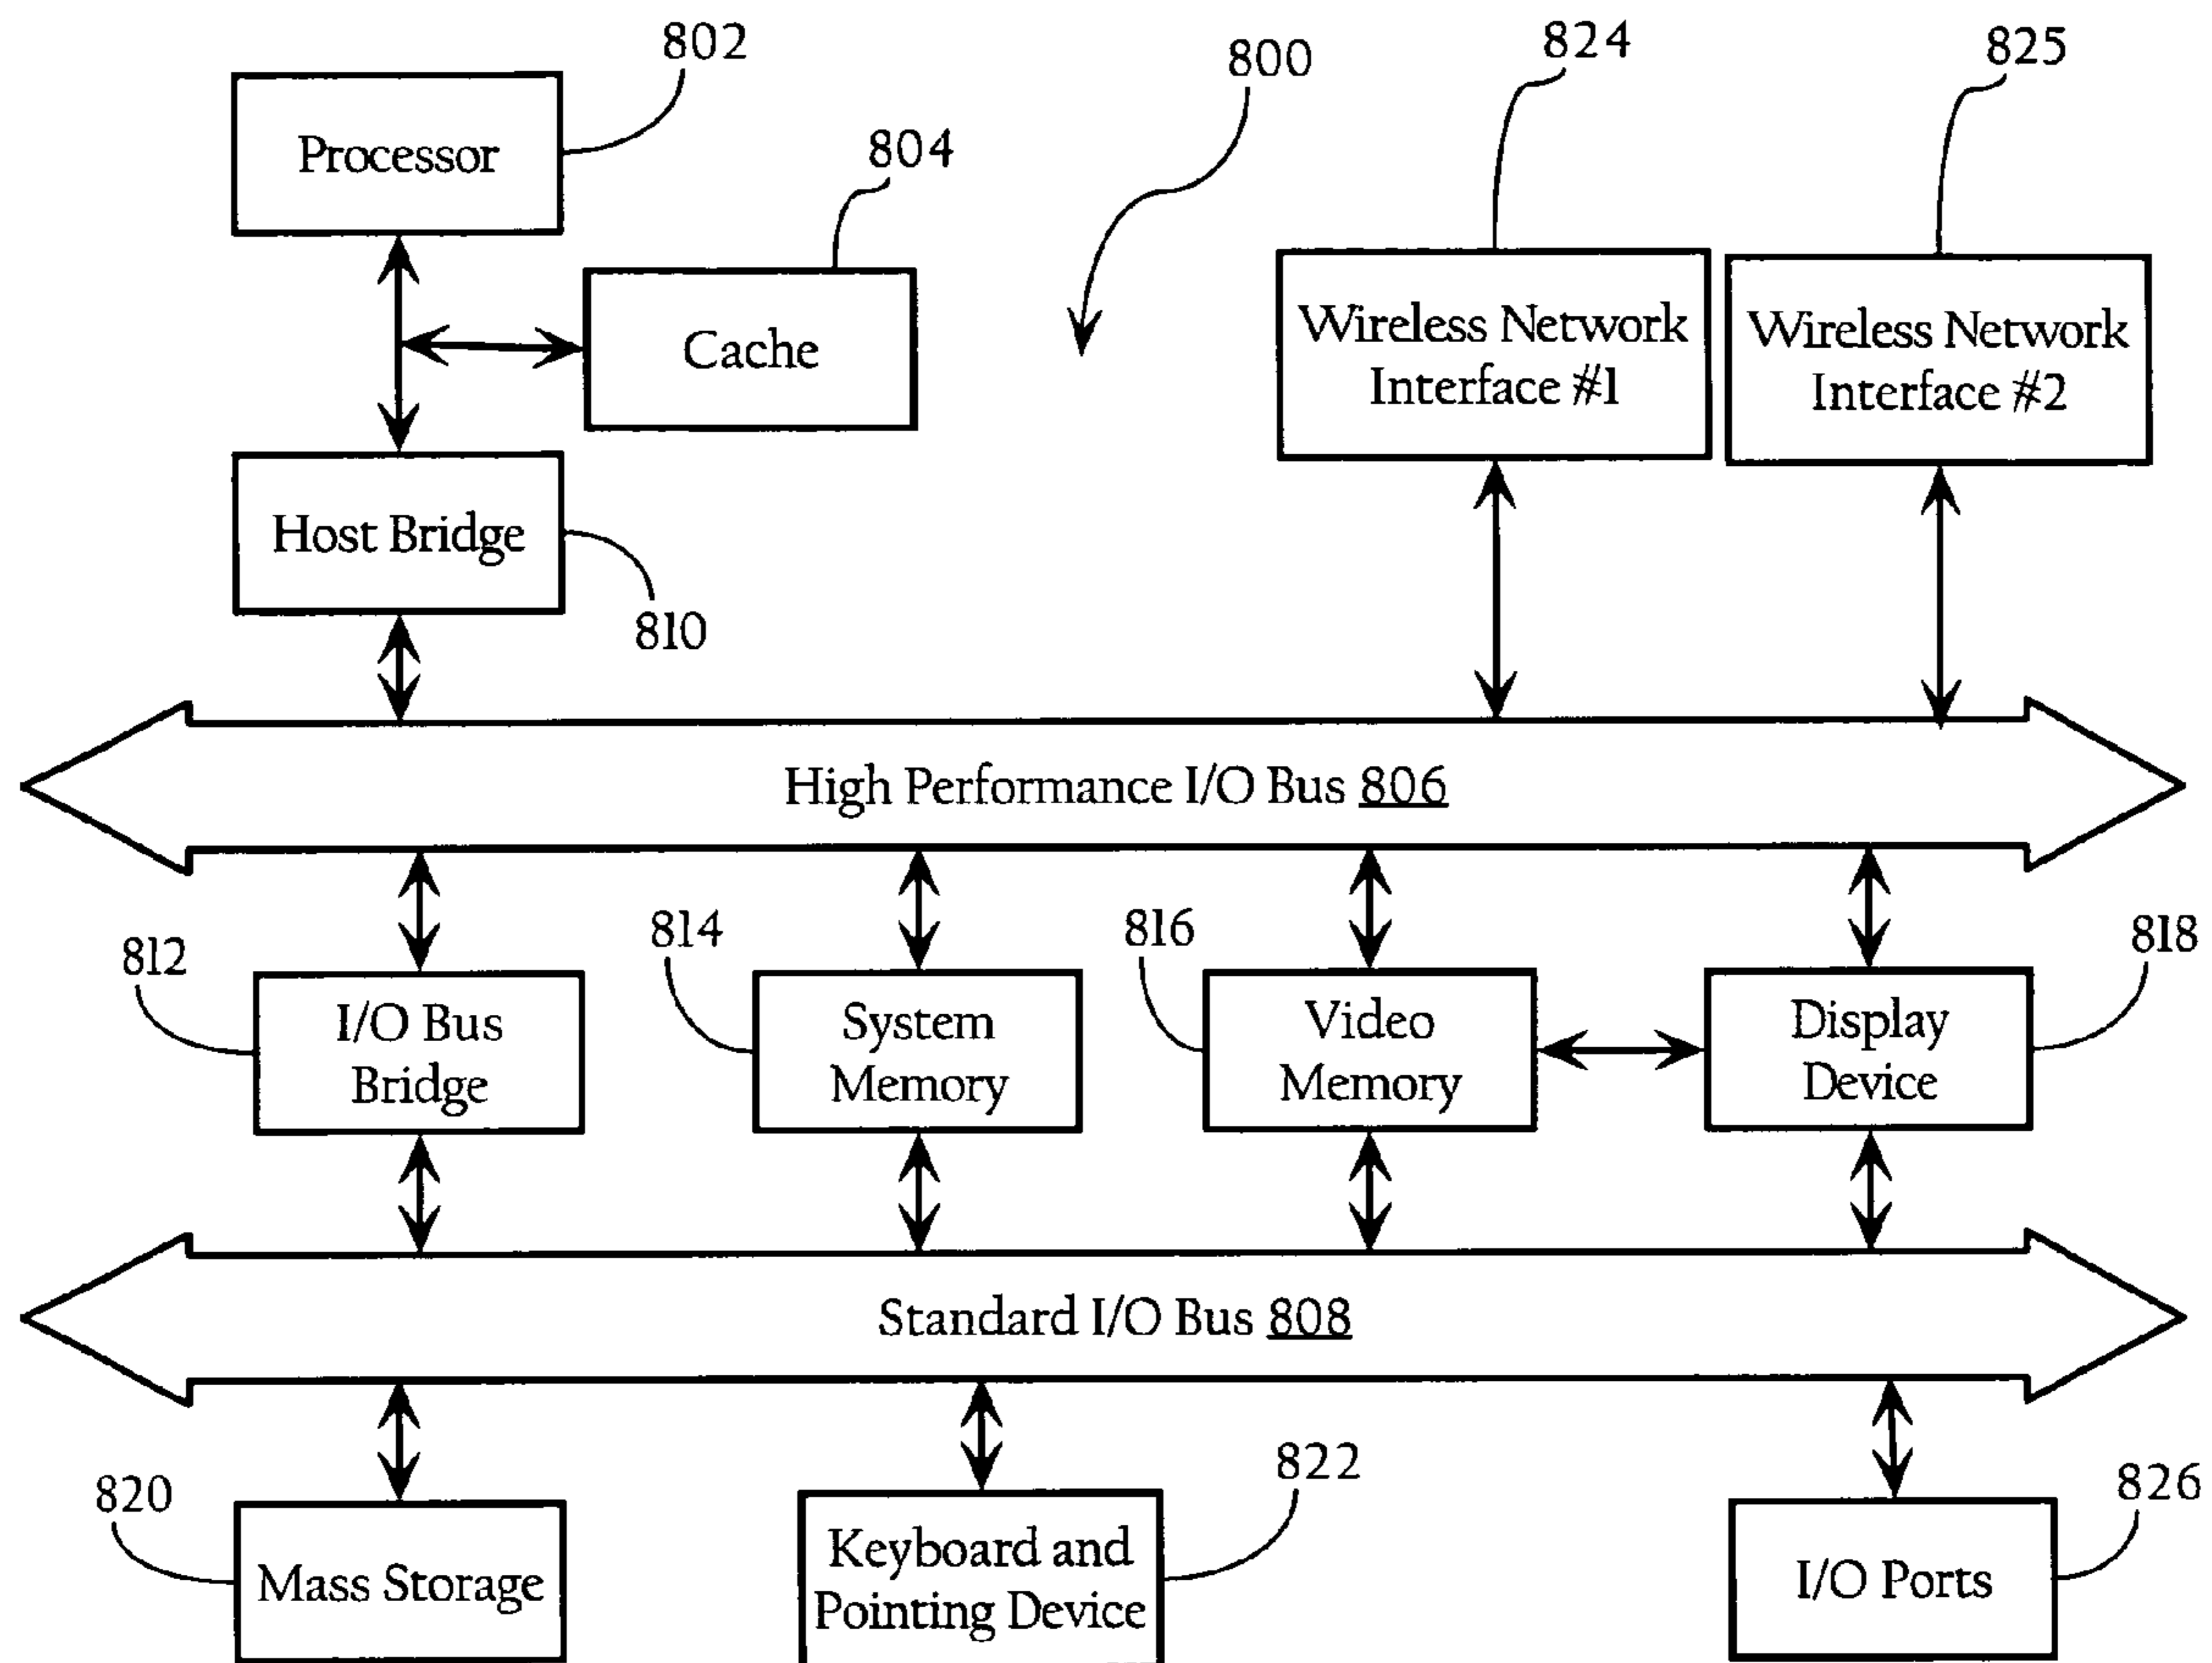 802
800
824
825
Processor
804
Cache
Wireless Network
Interface #1
Wireless Network
Interface #2
Host Bridge
810
High Performance I/O Bus 806
812
814
816
818
I/O Bus
Bridge
System
Memory
Video
Memory
Display
Device
Standard I/O Bus 808
820
822
826
Mass Storage
Keyboard and
Pointing Device
I/O Ports